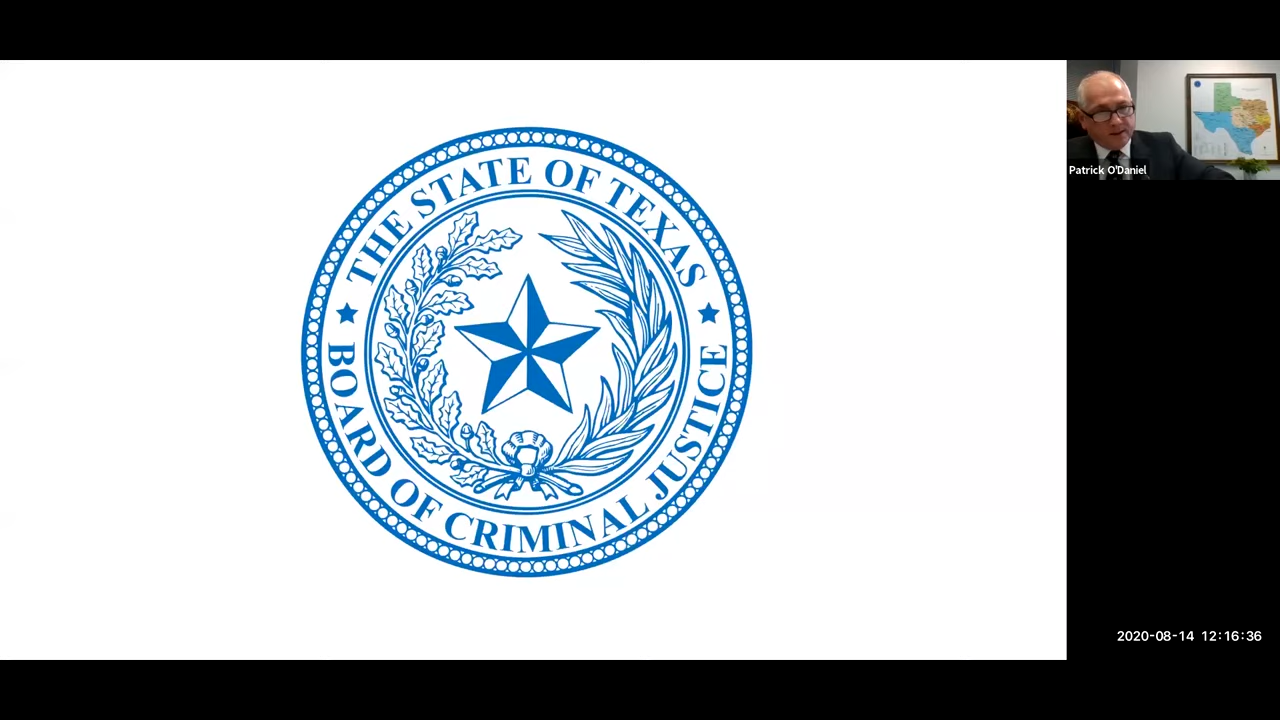 THE STATE OF TEXAS
BOARD OF CRIMINAL JUSTICE
Patrick O'Daniel
2020-08-14 12:16:36